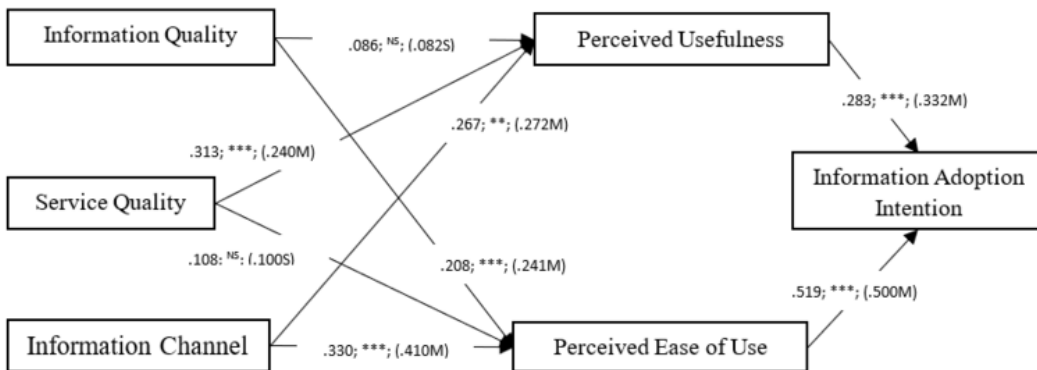 Information Quality
.086; NS; (.082S)
Perceived Usefulness
.283; ***; (.332M)
.267; **; (.272M)
.313; ***; (.240M)
Service Quality
Information Adoption
Intention
.108; NS; (.100S)
.208; ***; (.241M)
.519; ***; (.500M)
Information Channel
.330; ***; (.410M)
Perceived Ease of Use